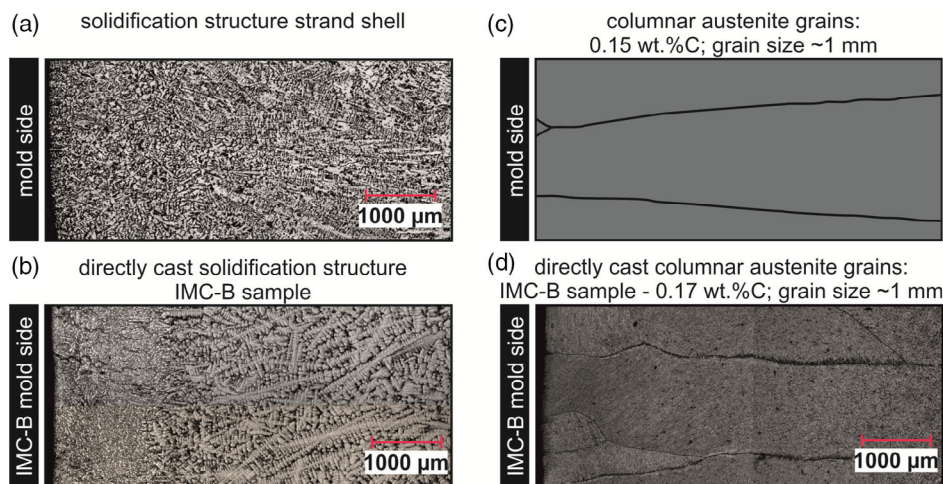 (a) solidification structure strand shell
mold side
1000 µm
(b) directly cast solidification structure
IMC-B sample
IMC-B mold side
1000 µm
(c) columnar austenite grains:
0.15 wt.%C; grain size ~1 mm
mold side
(d) directly cast columnar austenite grains:
IMC-B sample - 0.17 wt.%C; grain size ~1 mm
IMC-B mold side
1000 µm